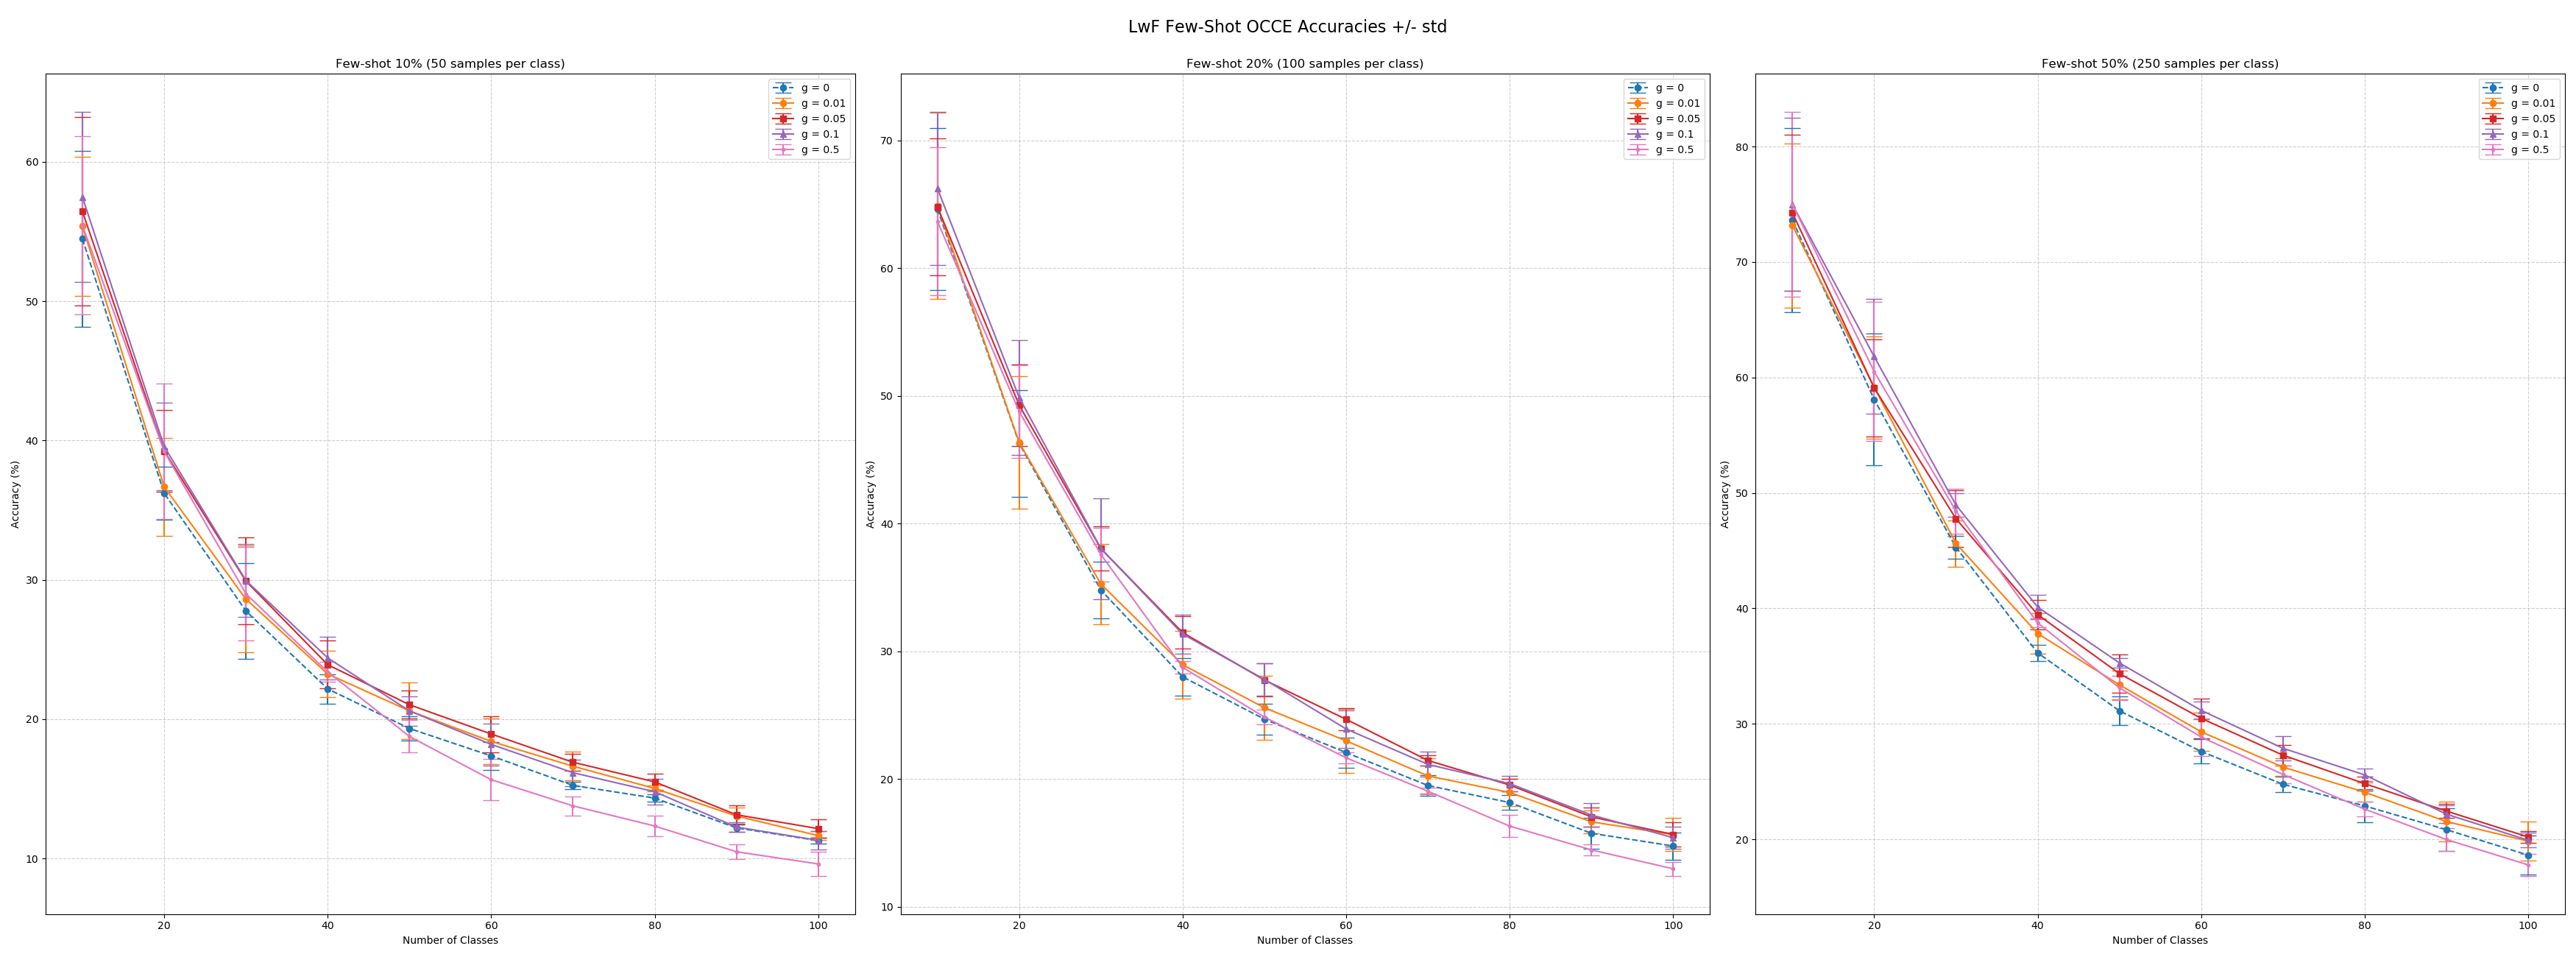 LwF Few-Shot OCCE Accuracies +/- std
Few-shot 10% (50 samples per class)
g = 0
g = 0.01
g = 0.05
g = 0.1
g = 0.5
60
50
40
30
20
10
Accuracy (%)
20 40 60 80 100
Number of Classes
Few-shot 20% (100 samples per class)
g = 0
g = 0.01
g = 0.05
g = 0.1
g = 0.5
70
60
50
40
30
20
10
Accuracy (%)
20 40 60 80 100
Number of Classes
Few-shot 50% (250 samples per class)
g = 0
g = 0.01
g = 0.05
g = 0.1
g = 0.5
80
70
60
50
40
30
20
Accuracy (%)
20 40 60 80 100
Number of Classes